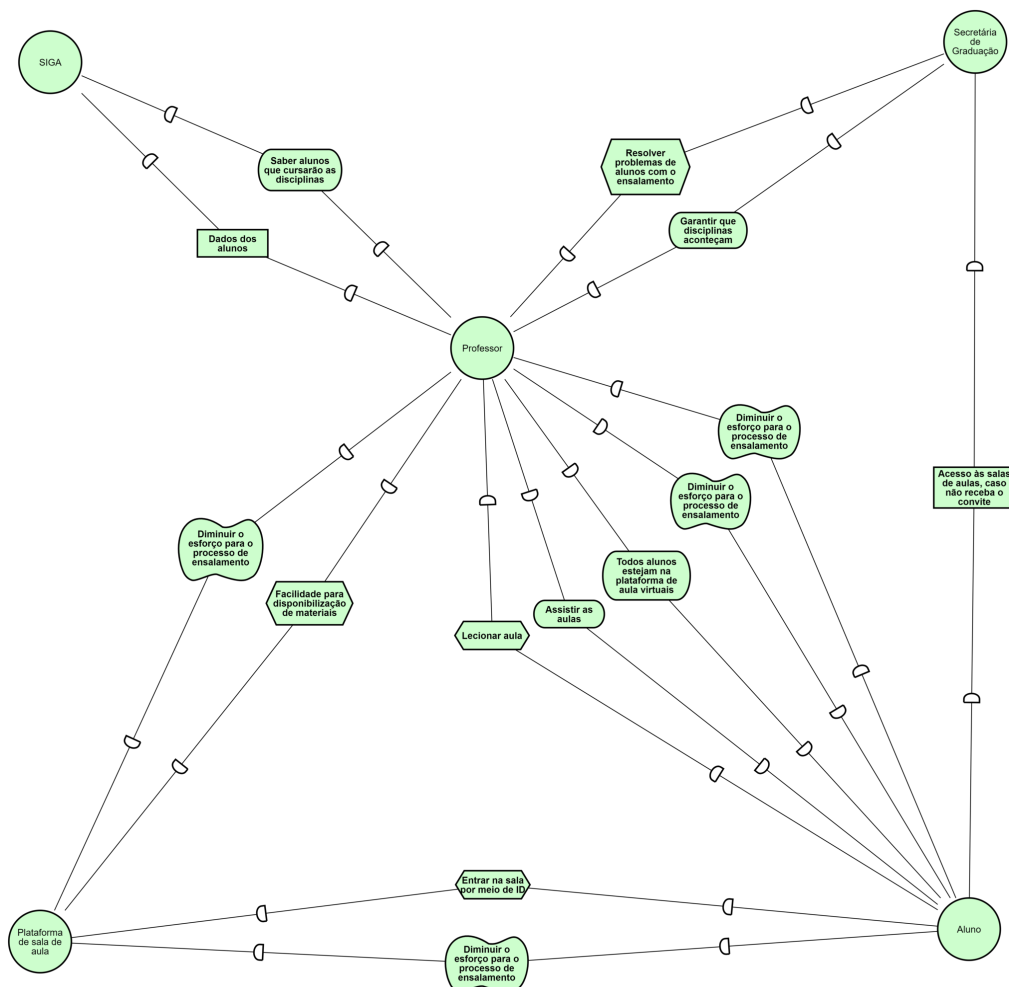 Secretária
de
Graduação
SIGA
Saber alunos
que cursarão as
disciplinas
Resolver
problemas de
alunos com o
ensalamento
Garantir que
disciplinas
aconteçam
Dados dos
alunos
Professor
Diminuir o
esforço para o
processo de
ensalamento
Diminuir o
esforço para o
processo de
ensalamento
Acesso às salas
de aulas, caso
não receba o
convite
Diminuir o
esforço para o
processo de
ensalamento
Todos alunos
estejam na
plataforma de
aula virtuais
Facilidade para
disponibilização
de materiais
Assistir as
aulas
Lecionar aula
Entrar na sala
por meio de ID
Plataforma
de sala de
aula
Aluno
Diminuir o
esforço para o
processo de
ensalamento